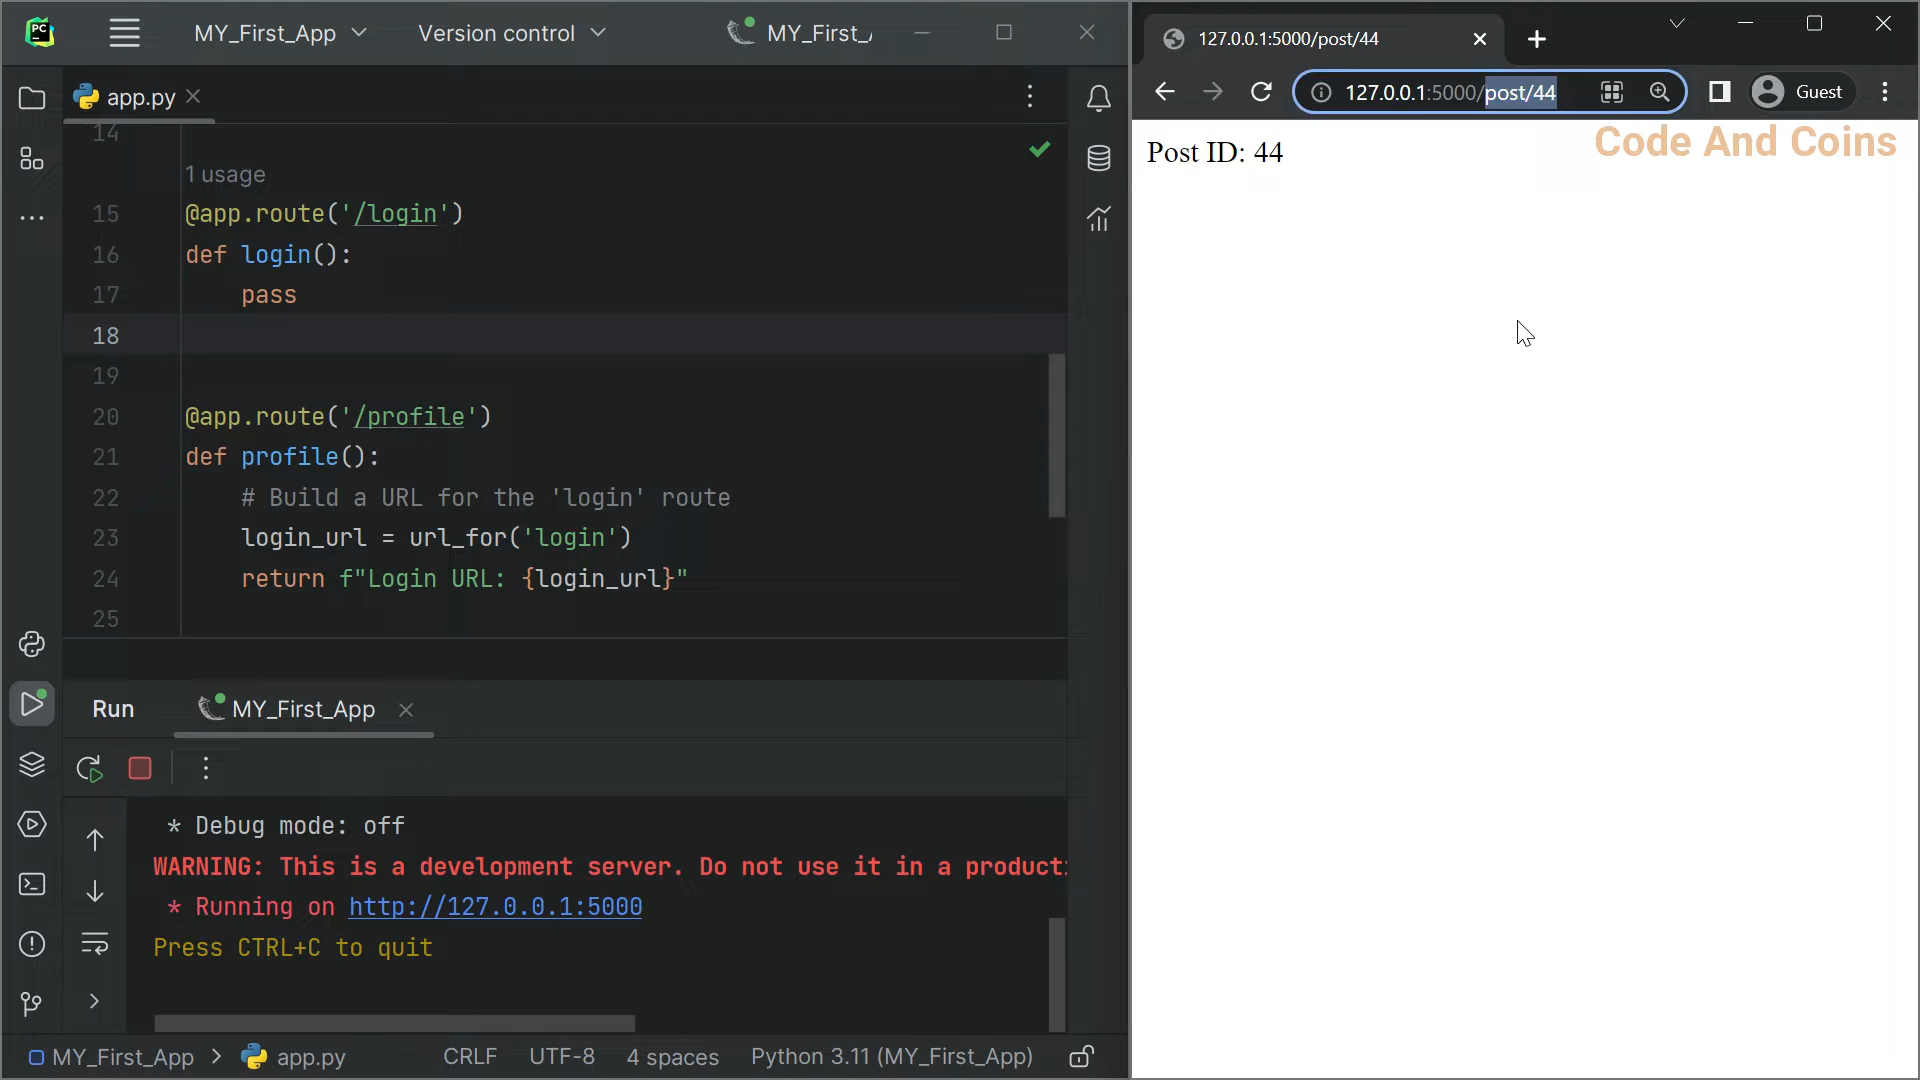 PC
MY_First_App
Version control
MY_First_
app.py
14
1 usage
15 @app.route('/login')
16 def login():
17 pass
18
19
20 @app.route('/profile')
21 def profile():
22 # Build a URL for the 'login' route
23 login_url = url_for('login')
24 return f"Login URL: {login_url}"
25
Run
MY_First_App
* Debug mode: off
WARNING: This is a development server. Do not use it in a product
* Running on http://127.0.0.1:5000
Press CTRL+C to quit
MY_First_App > app.py
CRLF
UTF-8
4 spaces
Python 3.11 (MY_First_App)
127.0.0.1:5000/post/44
127.0.0.1:5000/post/44
Guest
Code And Coins
Post ID: 44